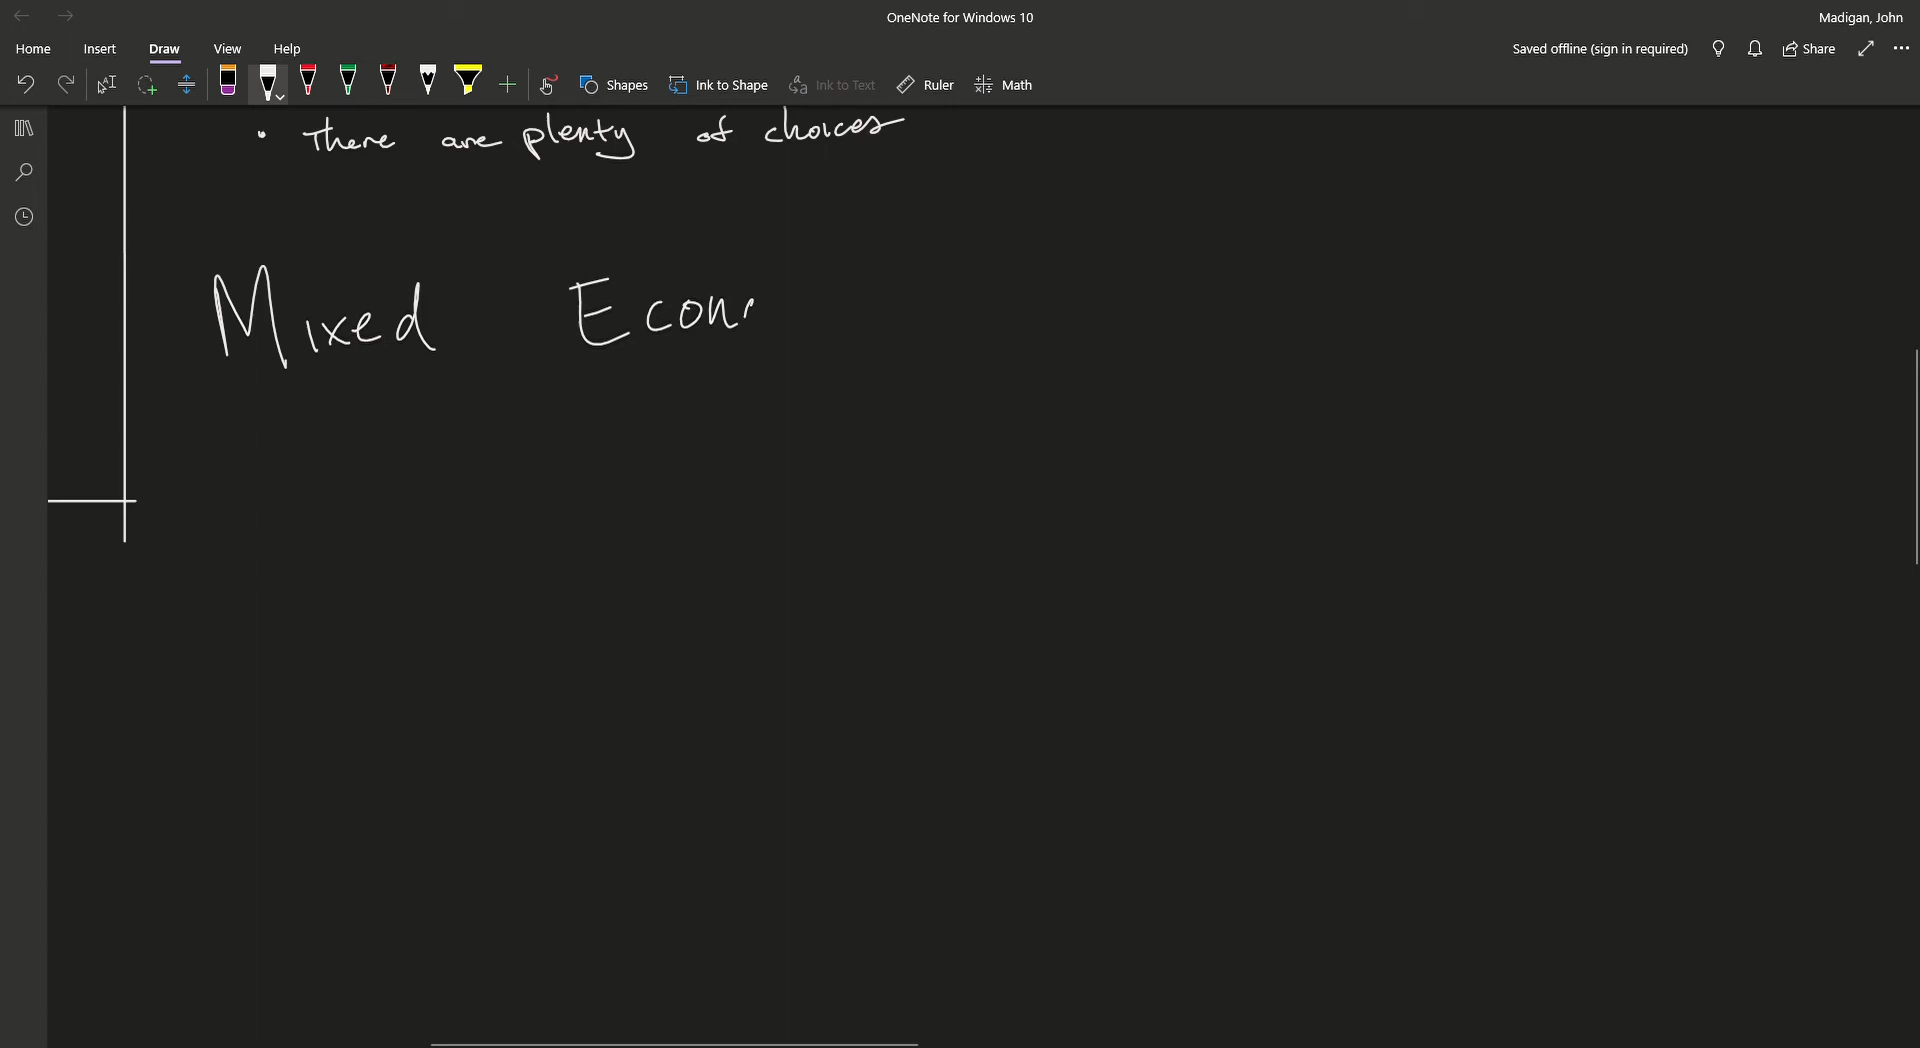 OneNote for Windows 10
Madigan, John
Home Insert Draw View Help
Saved offline (sign in required) Share
Shapes Ink to Shape Ink to Text Ruler Math
• There are plenty of choices
Mixed Econ